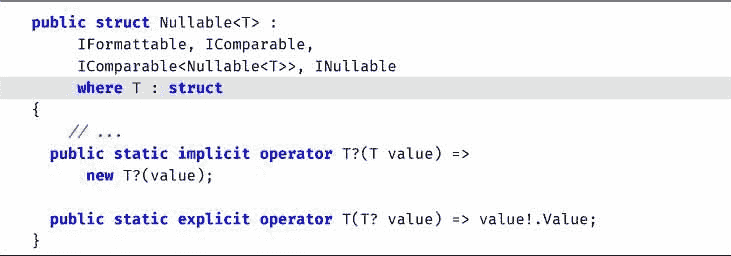 public struct Nullable<T> :
IFormattable, IComparable,
IComparable<Nullable<T>>, INullable
where T : struct
{
// ...
public static implicit operator T?(T value) =>
new T?(value);
public static explicit operator T(T? value) => value!.Value;
}